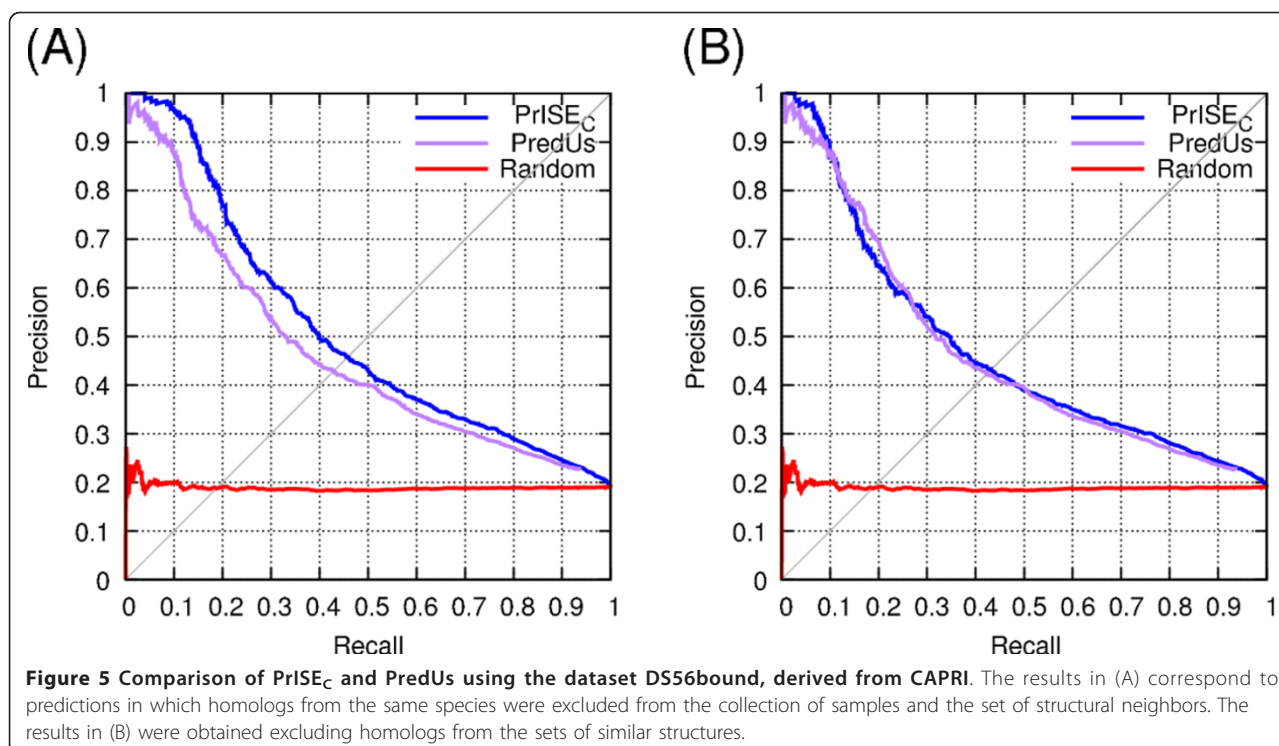 (A)
1
0.9
0.8
0.7
0.6
0.5
0.4
0.3
0.2
0.1
0
Precision
PrISE_C
PredUs
Random
0 0.1 0.2 0.3 0.4 0.5 0.6 0.7 0.8 0.9 1
Recall
(B)
1
0.9
0.8
0.7
0.6
0.5
0.4
0.3
0.2
0.1
0
Precision
PrISE_C
PredUs
Random
0 0.1 0.2 0.3 0.4 0.5 0.6 0.7 0.8 0.9 1
Recall
Figure 5 Comparison of PrISE_C and PredUs using the dataset DS56bound, derived from CAPRI. The results in (A) correspond to
predictions in which homologs from the same species were excluded from the collection of samples and the set of structural neighbors. The
results in (B) were obtained excluding homologs from the sets of similar structures.